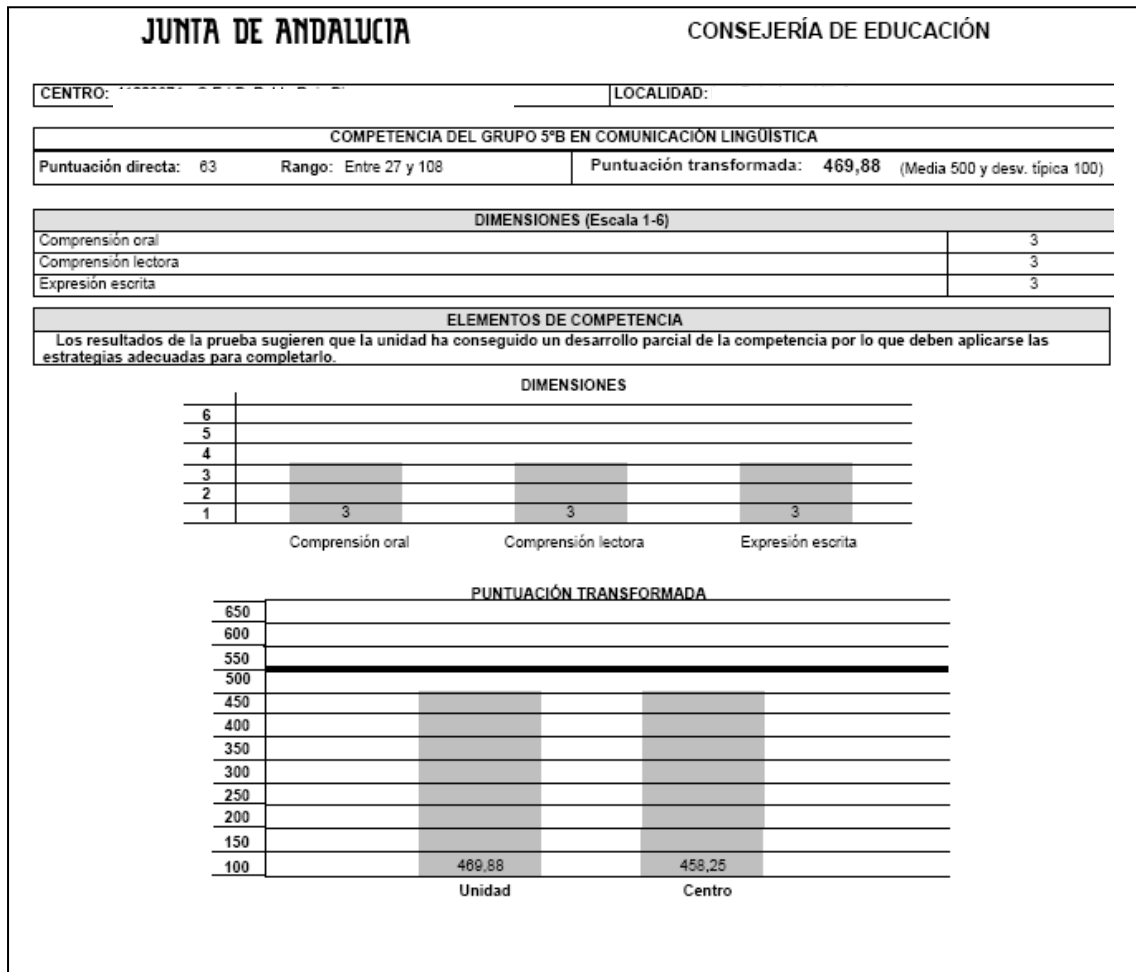 JUNTA DE ANDALUCIA CONSEJERÍA DE EDUCACIÓN
CENTRO: LOCALIDAD:
COMPETENCIA DEL GRUPO 5ºB EN COMUNICACIÓN LINGÜÍSTICA
Puntuación directa: 63 Rango: Entre 27 y 108 Puntuación transformada: 469,88 (Media 500 y desv. típica 100)
DIMENSIONES (Escala 1-6)
Comprensión oral 3
Comprensión lectora 3
Expresión escrita 3
ELEMENTOS DE COMPETENCIA
Los resultados de la prueba sugieren que la unidad ha conseguido un desarrollo parcial de la competencia por lo que deben aplicarse las
estrategias adecuadas para completarlo.
DIMENSIONES
6
5
4
3
2
1 3 3 3
Comprensión oral Comprensión lectora Expresión escrita
PUNTUACIÓN TRANSFORMADA
650
600
550
500
450
400
350
300
250
200
150
100 469,88 458,25
Unidad Centro